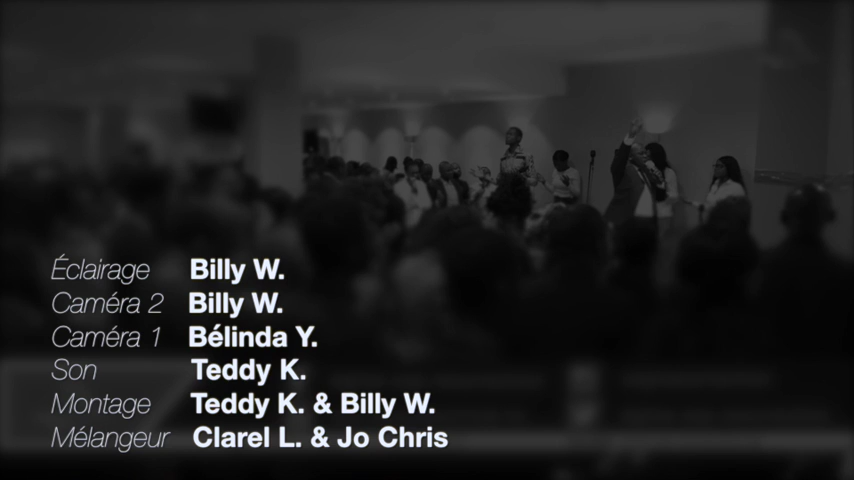 Éclairage Billy W.
Caméra 2 Billy W.
Caméra 1 Bélinda Y.
Son Teddy K.
Montage Teddy K. & Billy W.
Mélangeur Clarel L. & Jo Chris